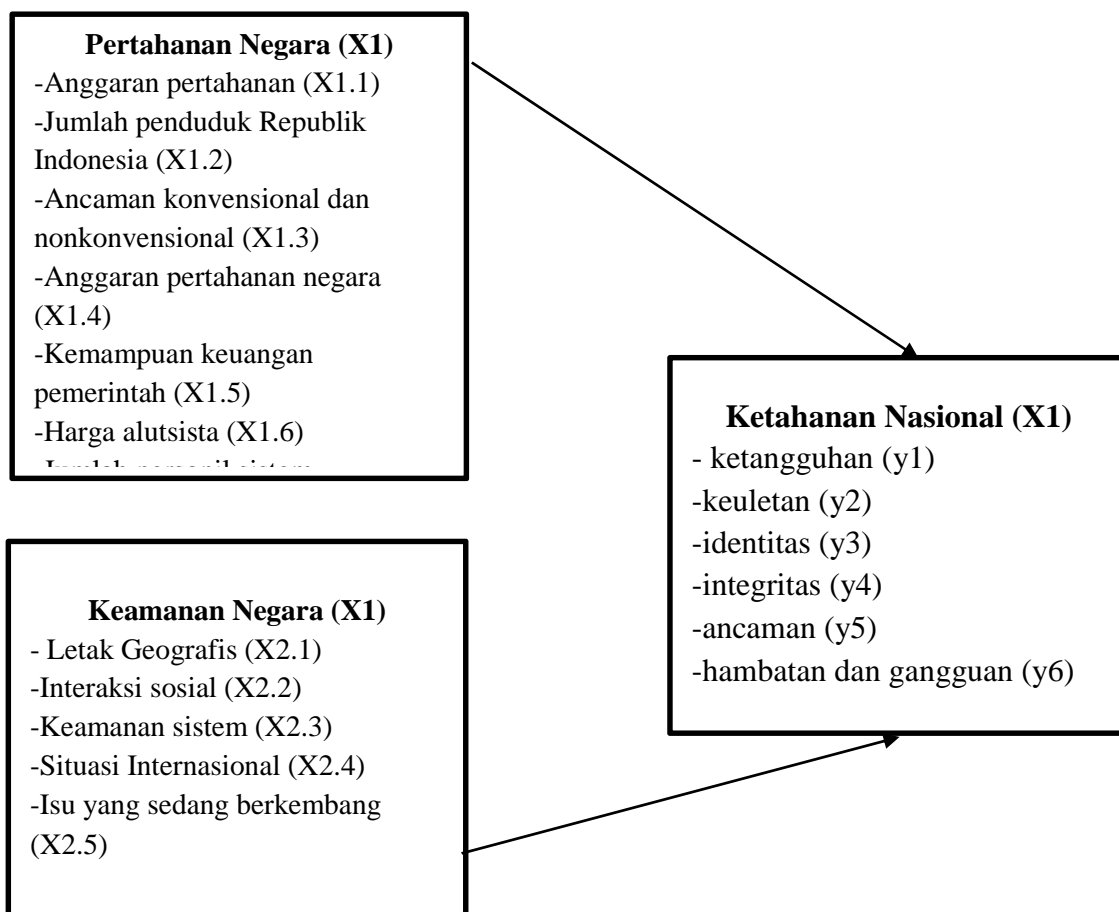 Pertahanan Negara (X1)
-Anggaran pertahanan (X1.1)
-Jumlah penduduk Republik
Indonesia (X1.2)
-Ancaman konvensional dan
nonkonvensional (X1.3)
-Anggaran pertahanan negara
(X1.4)
-Kemampuan keuangan
pemerintah (X1.5)
-Harga alutsista (X1.6)
Keamanan Negara (X1)
- Letak Geografis (X2.1)
-Interaksi sosial (X2.2)
-Keamanan sistem (X2.3)
-Situasi Internasional (X2.4)
-Isu yang sedang berkembang
(X2.5)
Ketahanan Nasional (X1)
- ketangguhan (y1)
-keuletan (y2)
-identitas (y3)
-integritas (y4)
-ancaman (y5)
-hambatan dan gangguan (y6)